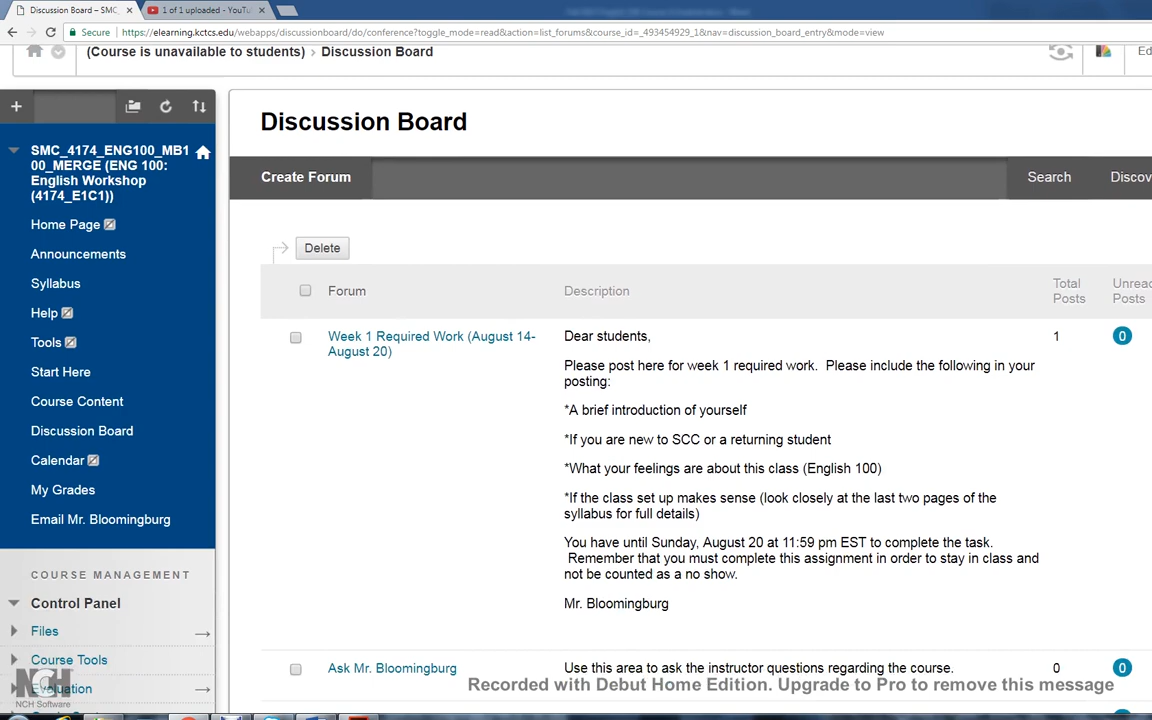 Discussion Board – SMC_
1 of 1 uploaded - YouTu
Secure
https://elearning.kctcs.edu/webapps/discussionboard/do/conference?toggle_mode=read&action=list_forums&course_id=_493454929_1&nav=discussion_board_entry&mode=view
(Course is unavailable to students) > Discussion Board
Ed
SMC_4174_ENG100_MB1
00_MERGE (ENG 100:
English Workshop
(4174_E1C1))
Home Page
Announcements
Syllabus
Help
Tools
Start Here
Course Content
Discussion Board
Calendar
My Grades
Email Mr. Bloomingburg
COURSE MANAGEMENT
Control Panel
Files
Course Tools
Evaluation
NCH
NCH Software
Discussion Board
Create Forum
Search
Discov
Delete
Forum
Description
Total
Posts
Unread
Posts
Week 1 Required Work (August 14-
August 20)
Dear students,
1
0
Please post here for week 1 required work.  Please include the following in your
posting:
*A brief introduction of yourself
*If you are new to SCC or a returning student
*What your feelings are about this class (English 100)
*If the class set up makes sense (look closely at the last two pages of the
syllabus for full details)
You have until Sunday, August 20 at 11:59 pm EST to complete the task.
Remember that you must complete this assignment in order to stay in class and
not be counted as a no show.
Mr. Bloomingburg
Ask Mr. Bloomingburg
Use this area to ask the instructor questions regarding the course.
0
0
Recorded with Debut Home Edition. Upgrade to Pro to remove this message